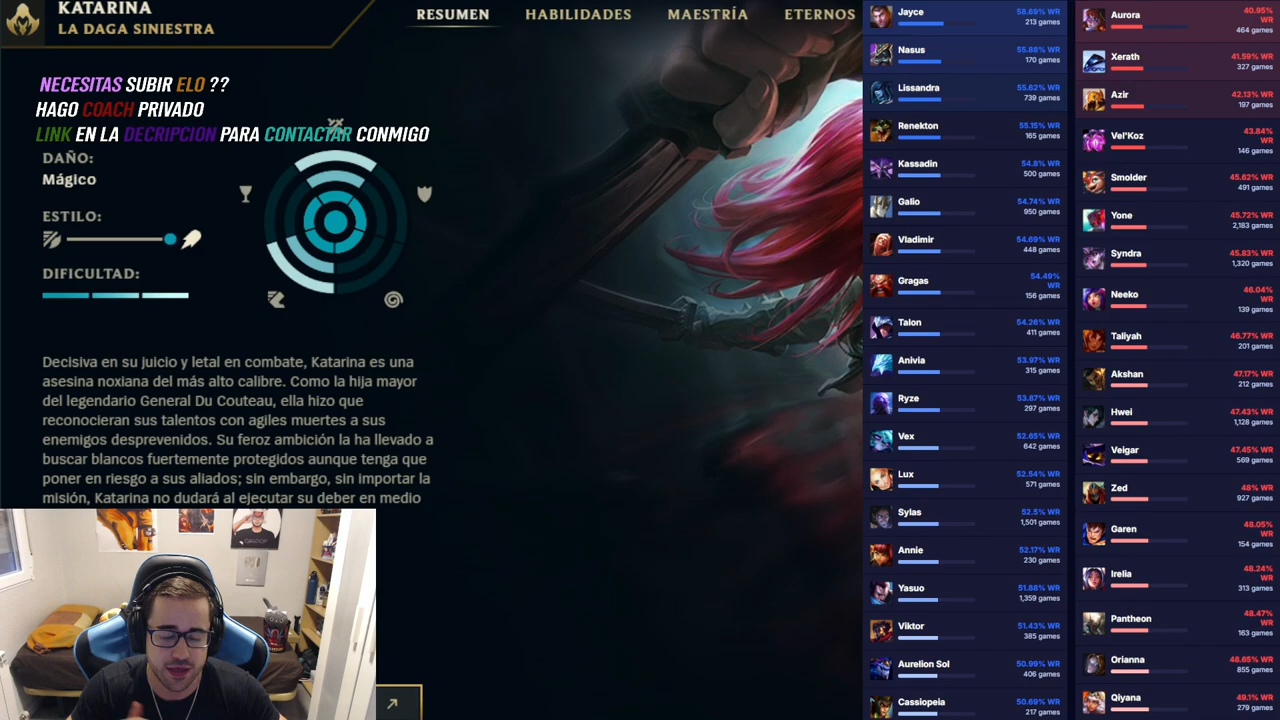 KATARINA
LA DAGA SINIESTRA
RESUMEN
HABILIDADES
MAESTRÍA
ETERNOS
NECESITAS SUBIR ELO ??
HAGO COACH PRIVADO
LINK EN LA DECRIPCION PARA CONTACTAR CONMIGO
DAÑO:
Mágico
ESTILO:
DIFICULTAD:
Decisiva en su juicio y letal en combate, Katarina es una
asesina noxiana del más alto calibre. Como la hija mayor
del legendario General Du Couteau, ella hizo que
reconocieran sus talentos con agiles muertes a sus
enemigos desprevenidos. Su feroz ambición la ha llevado a
buscar blancos fuertemente protegidos aunque tenga que
poner en riesgo a sus aliados; sin embargo, sin importar la
misión, Katarina no dudará al ejecutar su deber en medio
Jayce 58.69% WR
213 games
Nasus 55.88% WR
170 games
Lissandra 55.62% WR
739 games
Renekton 55.15% WR
165 games
Kassadin 54.8% WR
500 games
Galio 54.74% WR
950 games
Vladimir 54.69% WR
448 games
Gragas 54.49%
WR
156 games
Talon 54.26% WR
411 games
Anivia 53.97% WR
315 games
Ryze 53.87% WR
297 games
Vex 52.65% WR
642 games
Lux 52.54% WR
571 games
Sylas 52.5% WR
1,501 games
Annie 52.17% WR
230 games
Yasuo 51.88% WR
1,359 games
Viktor 51.43% WR
385 games
Aurelion Sol 50.99% WR
406 games
Cassiopeia 50.69% WR
217 games
Aurora 40.95%
WR
464 games
Xerath 41.59% WR
327 games
Azir 42.13% WR
197 games
Vel'Koz 43.84%
WR
146 games
Smolder 45.62% WR
491 games
Yone 45.72% WR
2,183 games
Syndra 45.83% WR
1,320 games
Neeko 46.04%
WR
139 games
Taliyah 46.77% WR
201 games
Akshan 47.17% WR
212 games
Hwei 47.43% WR
1,128 games
Veigar 47.45% WR
569 games
Zed 48% WR
927 games
Garen 48.05%
WR
154 games
Irelia 48.24%
WR
313 games
Pantheon 48.47%
WR
163 games
Orianna 48.65% WR
855 games
Qiyana 49.1% WR
279 games